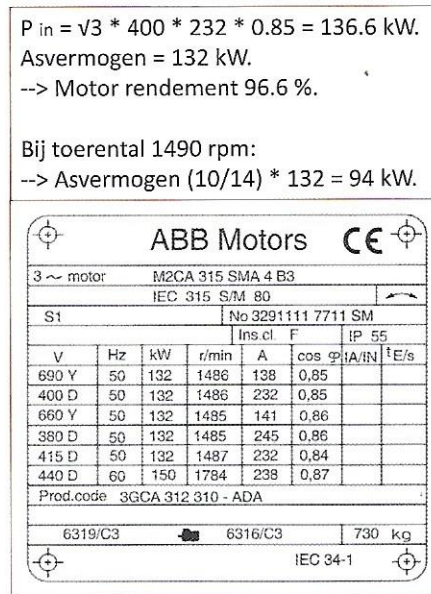 P in = √3 * 400 * 232 * 0.85 = 136.6 kW.
Asvermogen = 132 kW.
--> Motor rendement 96.6 %.
Bij toerental 1490 rpm:
--> Asvermogen (10/14) * 132 = 94 kW.
ABB Motors CE
3 ~ motor M2CA 315 SMA 4 B3
IEC 315 S/M 80
S1 No 3291111 7711 SM
Ins.cl. F IP 55
V Hz kW r/min A cos φ IA/IN tE/s
690 Y 50 132 1486 138 0,85
400 D 50 132 1486 232 0,85
660 Y 50 132 1485 141 0,86
380 D 50 132 1485 245 0,86
415 D 50 132 1487 232 0,84
440 D 60 150 1784 238 0,87
Prod.code 3GCA 312 310 - ADA
6319/C3 6316/C3 730 kg
IEC 34-1